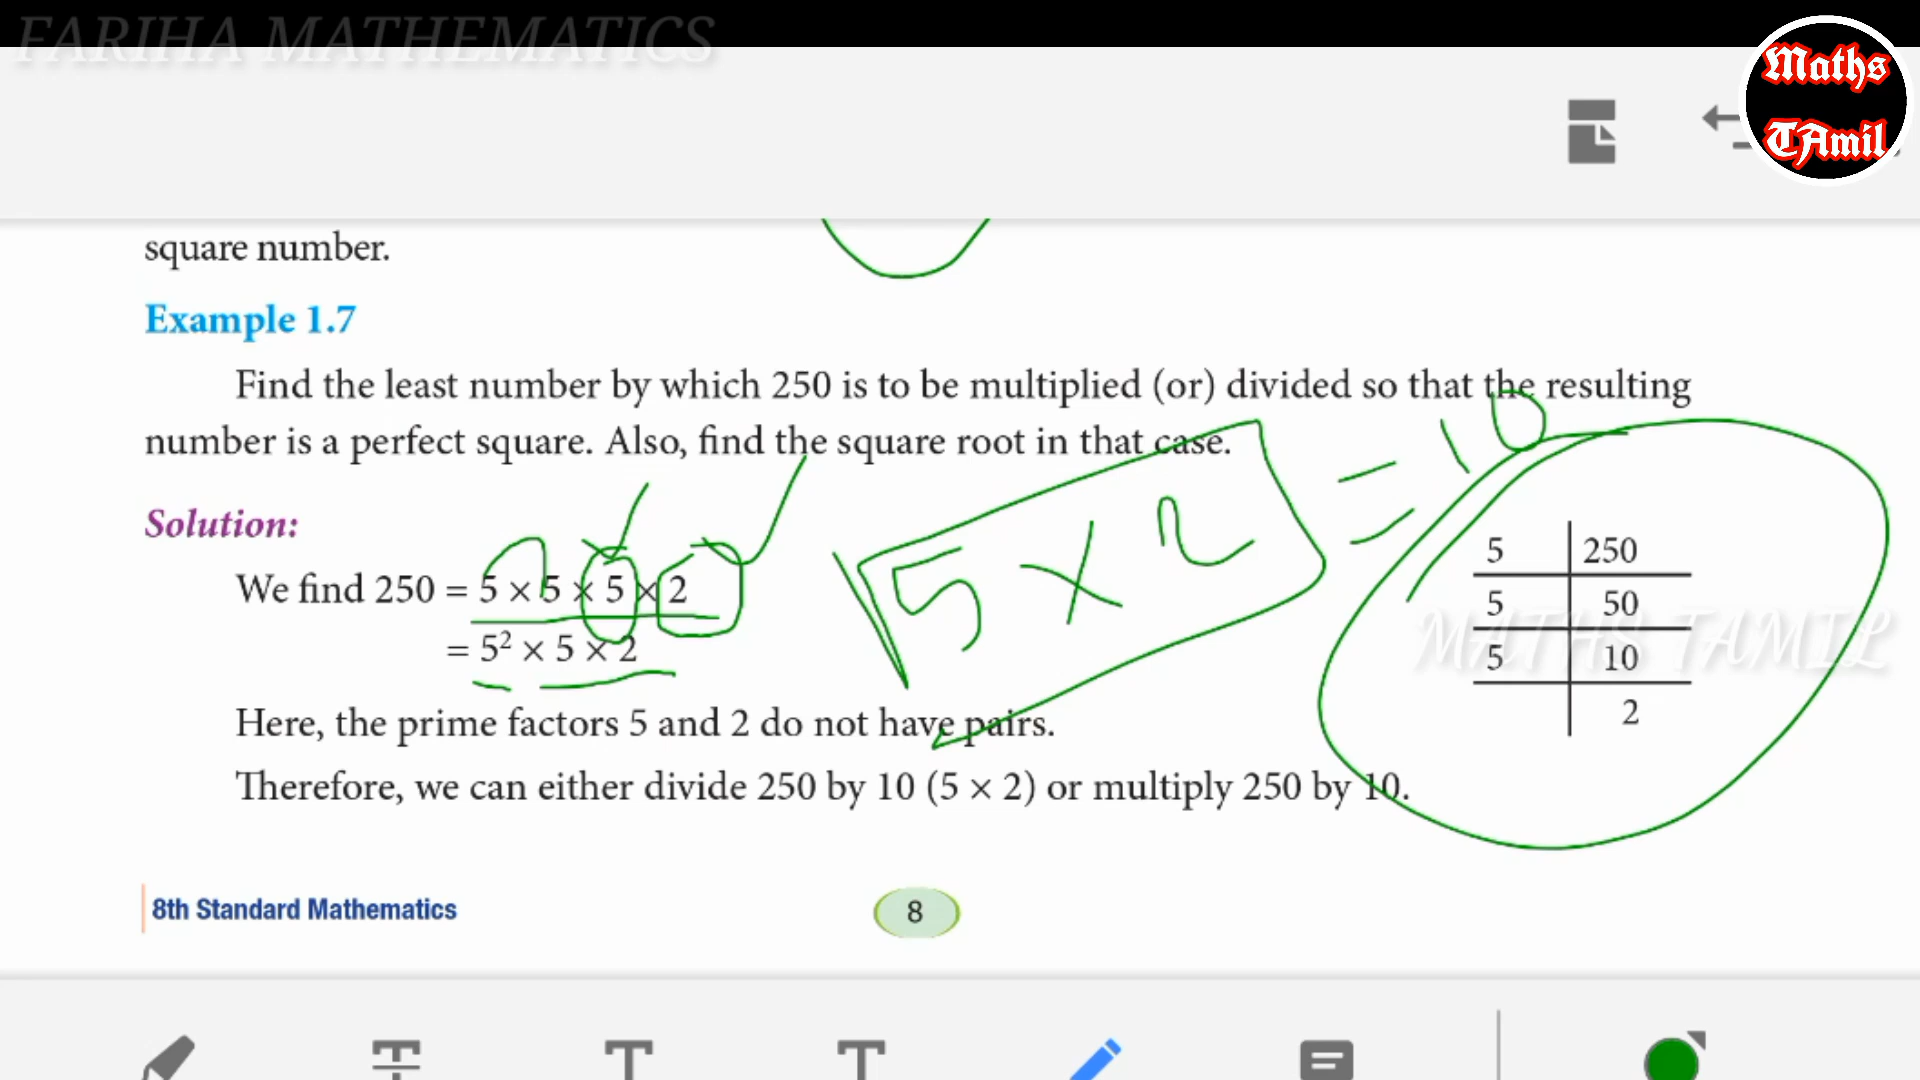 FARIHA MATHEMATICS
Maths
TAmil
square number.
Example 1.7
Find the least number by which 250 is to be multiplied (or) divided so that the resulting
number is a perfect square. Also, find the square root in that case.
Solution:
We find 250 = 5 × 5 × 5 × 2
= 5² × 5 × 2
5 × 2 = 10
5 250
5 50
5 10
2
MATHS TAMIL
Here, the prime factors 5 and 2 do not have pairs.
Therefore, we can either divide 250 by 10 (5 × 2) or multiply 250 by 10.
8th Standard Mathematics
8
T T T